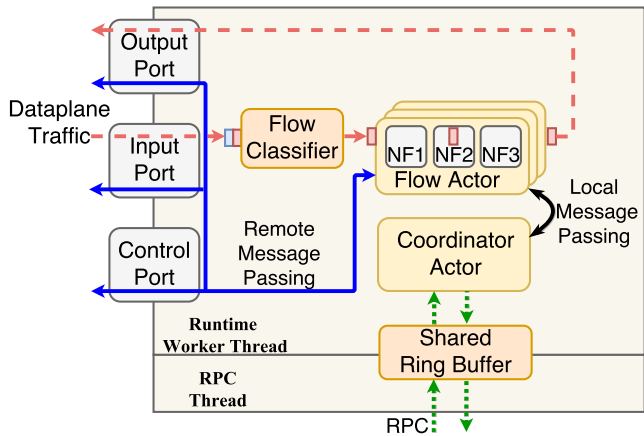 Output
Port
Dataplane
Traffic
Input
Port
Control
Port
Flow
Classifier
NF1
NF2
NF3
Flow Actor
Local
Message
Passing
Remote
Message
Passing
Coordinator
Actor
Runtime
Worker Thread
Shared
Ring Buffer
RPC
Thread
RPC